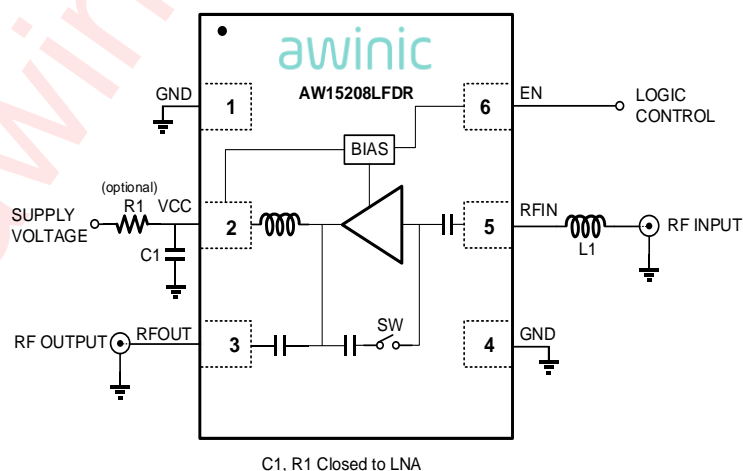 awinic
AW15208LFDR
GND
1
6
EN
LOGIC
CONTROL
BIAS
(optional)
R1
VCC
SUPPLY
VOLTAGE
C1
2
5
RFIN
L1
RF INPUT
SW
RF OUTPUT
RFOUT
3
4
GND
C1, R1 Closed to LNA